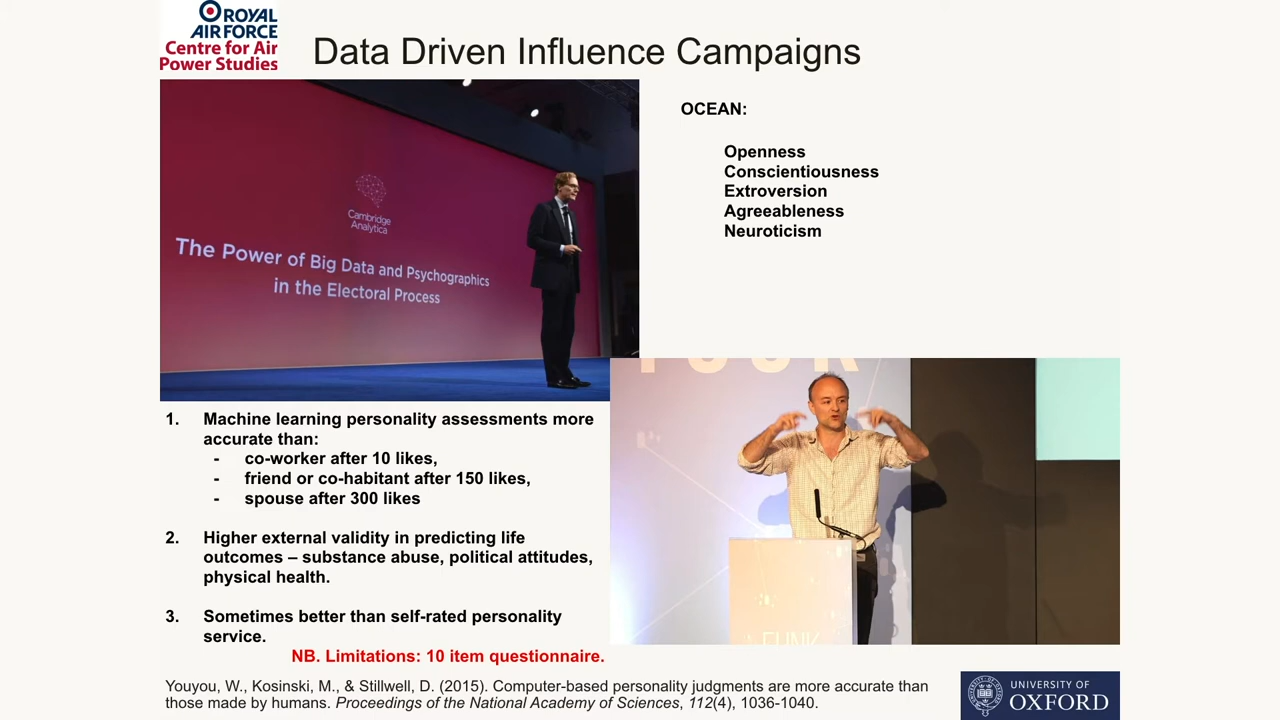 ROYAL
AIR FORCE
Centre for Air
Power Studies
Data Driven Influence Campaigns
Cambridge
Analytica
The Power of Big Data and Psychographics
in the Electoral Process
OCEAN:
Openness
Conscientiousness
Extroversion
Agreeableness
Neuroticism
1. Machine learning personality assessments more
accurate than:
- co-worker after 10 likes,
- friend or co-habitant after 150 likes,
- spouse after 300 likes
2. Higher external validity in predicting life
outcomes – substance abuse, political attitudes,
physical health.
3. Sometimes better than self-rated personality
service.
NB. Limitations: 10 item questionnaire.
Youyou, W., Kosinski, M., & Stillwell, D. (2015). Computer-based personality judgments are more accurate than
those made by humans. Proceedings of the National Academy of Sciences, 112(4), 1036-1040.
UNIVERSITY OF
OXFORD